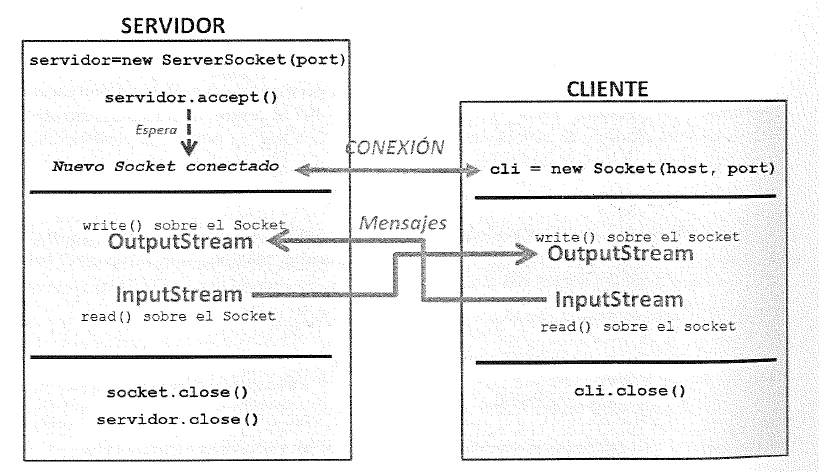 SERVIDOR
servidor=new ServerSocket(port)
servidor.accept()
Espera
Nuevo Socket conectado
write() sobre el Socket
OutputStream
InputStream
read() sobre el Socket
socket.close()
servidor.close()
CONEXIÓN
Mensajes
CLIENTE
cli = new Socket(host, port)
write() sobre el socket
OutputStream
InputStream
read() sobre el socket
cli.close()